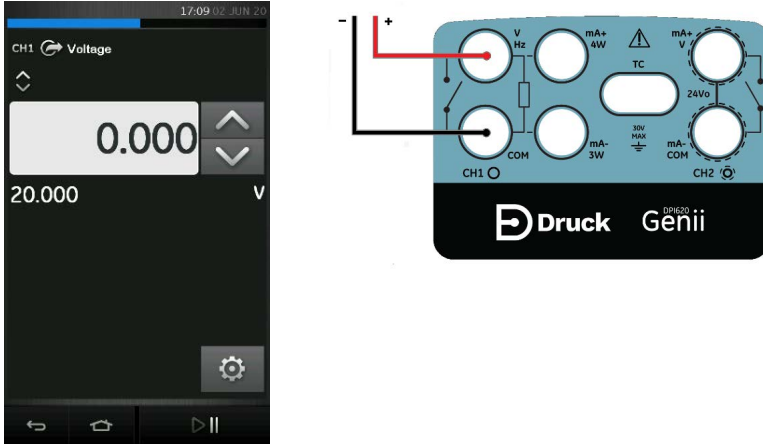 17:09 02 JUN 20
CH1 Voltage
0.000
20.000 V
- +
V
Hz
mA+
4W
mA+
V
TC
24Vo
30V
MAX
COM
mA-
3W
mA-
COM
CH1
CH2
Druck
DPI620
Genii